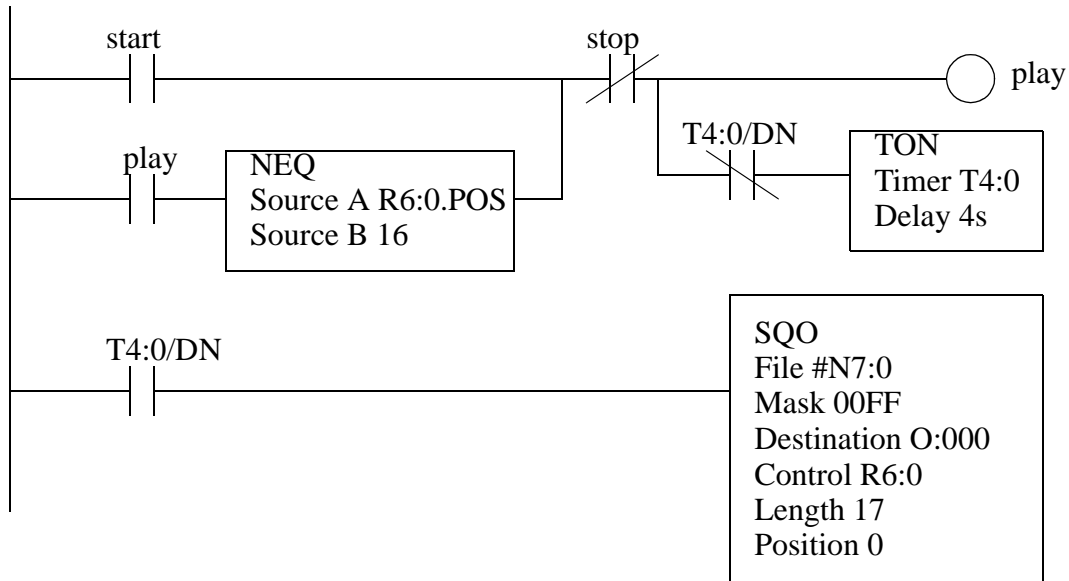 start
stop
play
play
NEQ
Source A R6:0.POS
Source B 16
T4:0/DN
TON
Timer T4:0
Delay 4s
T4:0/DN
SQO
File #N7:0
Mask 00FF
Destination O:000
Control R6:0
Length 17
Position 0